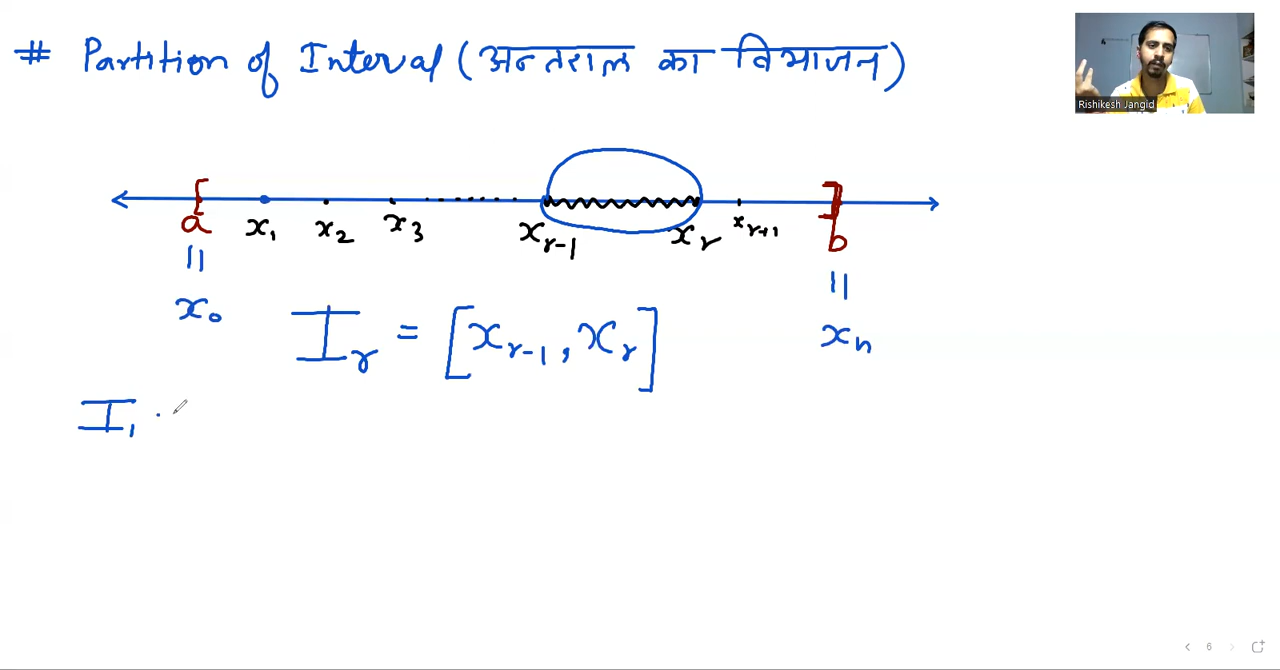 # Partition of Interval (अन्तराल का विभाजन)
Rishikesh Jangid
[ ]
a x₁ x₂ x₃ ....... xᵣ₋₁ xᵣ xᵣ₊₁ b
|| ||
x₀ xₙ
Iᵣ = [xᵣ₋₁, xᵣ]
I₁
6